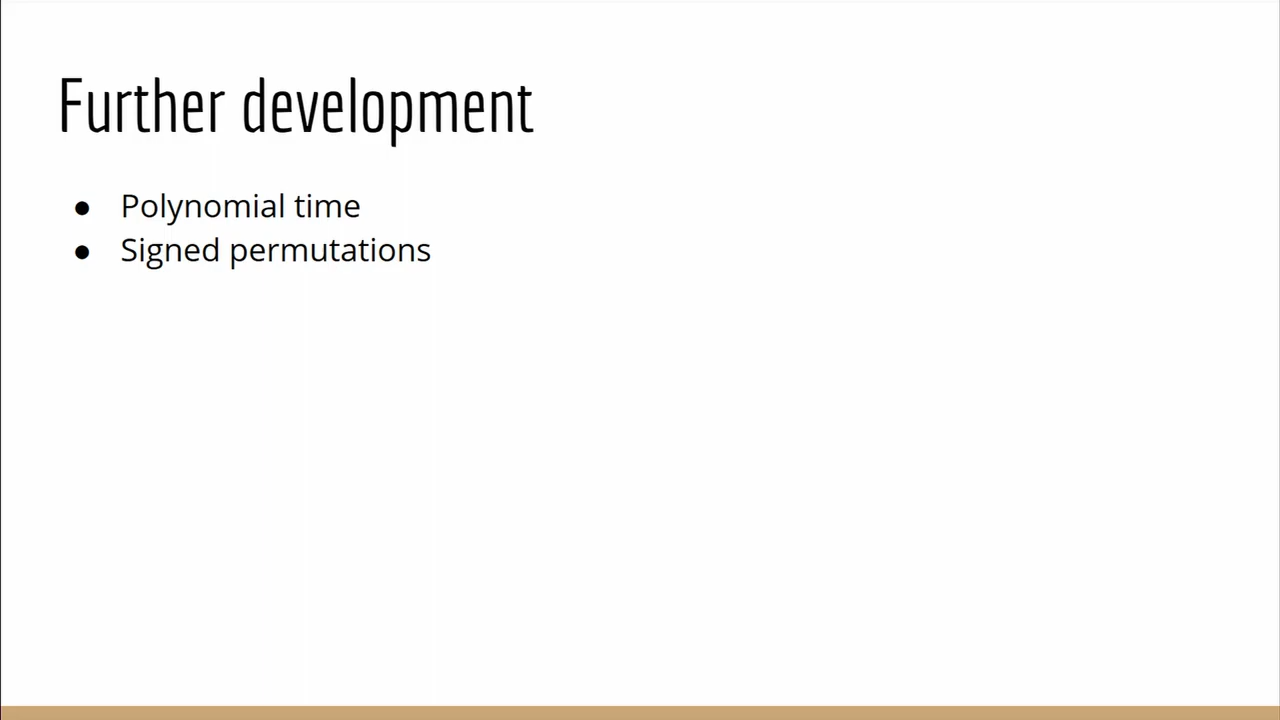 Further development
● Polynomial time
● Signed permutations